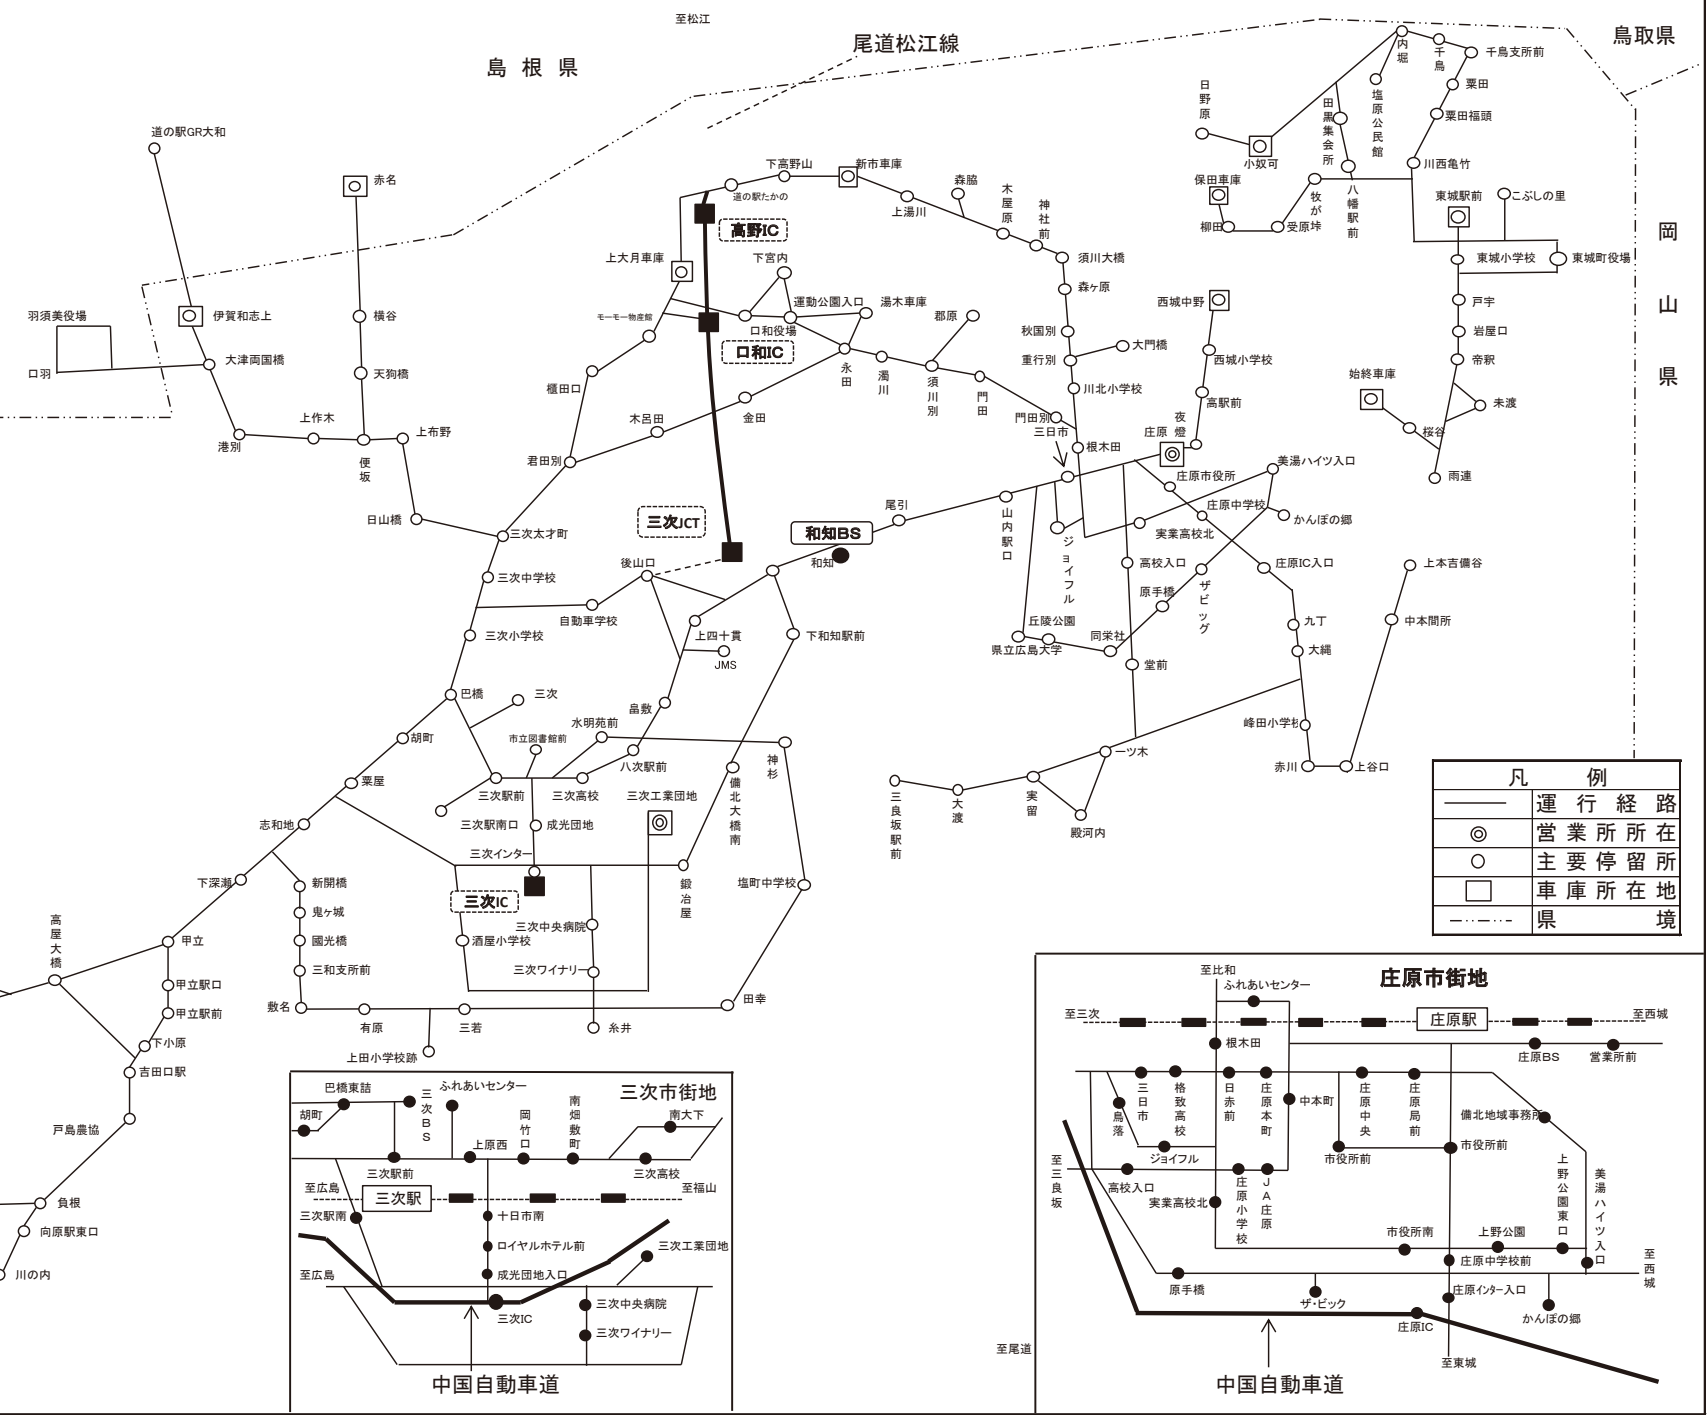 至松江
島根県
尾道松江線
鳥取県
岡山県
道の駅GR大和
赤名
羽須美役場
口羽
伊賀和志上
大津両国橋
横谷
天狗橋
港別
上作木
便坂
上布野
日山橋
下高野山
新市車庫
道の駅たかの
高野IC
上大月車庫
下宮内
モーモー物産館
口和役場
運動公園入口
湯木車庫
口和IC
櫃田口
永田
濁川
郡原
須川別
門田
門田別
金田
木呂田
君田別
上湯川
森脇
木屋原
神社前
須川大橋
森ヶ原
秋国別
重行別
大門橋
川北小学校
三日市
根木田
西城中野
西城小学校
高駅前
夜燈
庄原
日野原
小奴可
内堀
千鳥
千鳥支所前
粟田
粟田福頭
塩原公民館
田黒集会所
八幡駅前
川西亀竹
保田車庫
柳田
受原
牧が垰
東城駅前
こぶしの里
東城小学校
東城町役場
戸宇
岩屋口
帝釈
未渡
始終車庫
桜谷
雨連
三次太才町
三次JCT
和知BS
和知
尾引
山内駅口
ジョイフル
庄原市役所
美湯ハイツ入口
庄原中学校
かんぽの郷
実業高校北
高校入口
原手橋
ザビッグ
庄原IC入口
上本吉備谷
中本間所
九丁
大縄
丘陵公園
県立広島大学
同栄社
堂前
峰田小学校
赤川
上谷口
一ツ木
実留
殿河内
大渡
三良坂駅前
三次中学校
後山口
自動車学校
三次小学校
上四十貫
JMS
下和知駅前
巴橋
三次
畠敷
胡町
水明苑前
市立図書館前
八次駅前
神杉
粟屋
三次駅前
三次高校
三次工業団地
備北大橋南
三次駅南口
成光団地
志和地
三次インター
下深瀬
新開橋
三次IC
鍛冶屋
塩町中学校
鬼ヶ城
三次中央病院
高屋大橋
甲立
國光橋
酒屋小学校
三和支所前
三次ワイナリー
甲立駅口
甲立駅前
敷名
有原
三若
糸井
田幸
上田小学校跡
下小原
吉田口駅
戸島農協
負根
向原駅東口
川の内
凡例
運行経路
営業所所在
主要停留所
車庫所在地
県境
三次市街地
巴橋東詰
胡町
三次BS
ふれあいセンター
上原西
岡竹口
南畑敷町
南大下
三次駅前
三次高校
至広島
三次駅
至福山
三次駅南
十日市南
ロイヤルホテル前
三次工業団地
至広島
成光団地入口
三次IC
三次中央病院
三次ワイナリー
中国自動車道
庄原市街地
至比和
ふれあいセンター
至三次
庄原駅
至西城
根木田
庄原BS
営業所前
三日市
格致高校
日赤前
庄原本町
中本町
庄原中央
庄原局前
備北地域事務所
鳥落
ジョイフル
市役所前
市役所前
至三良坂
高校入口
実業高校北
庄原小学校
JA庄原
上野公園東口
美湯ハイツ入口
市役所南
上野公園
庄原中学校前
至西城
原手橋
ザ・ビック
庄原インター入口
かんぽの郷
庄原IC
至尾道
至東城
中国自動車道